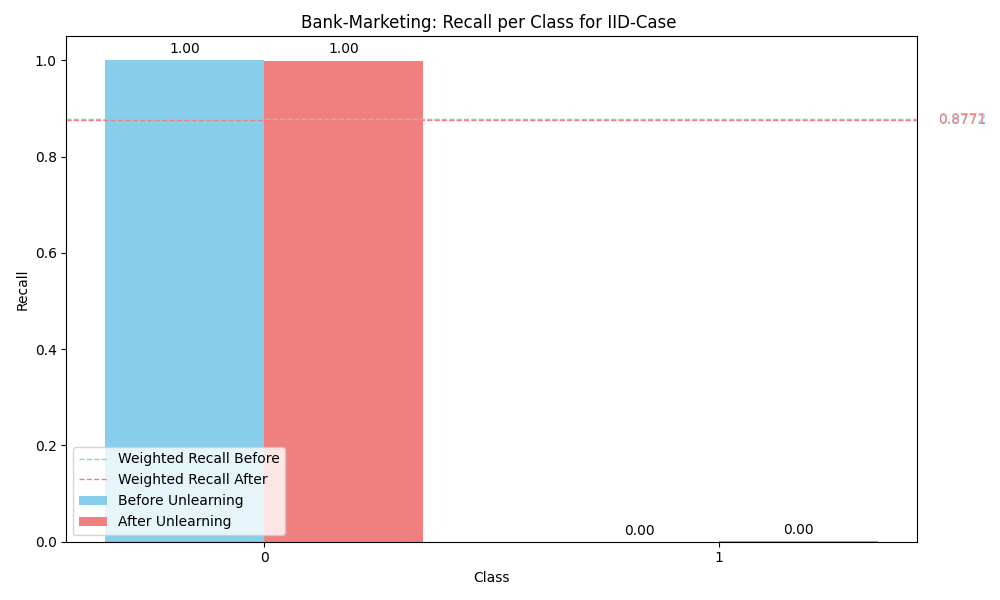 Bank-Marketing: Recall per Class for IID-Case
1.00
1.00
1.0
0.8
0.6
0.4
0.2
0.0
Recall
0.00
0.00
Weighted Recall Before
Weighted Recall After
Before Unlearning
After Unlearning
0
1
Class